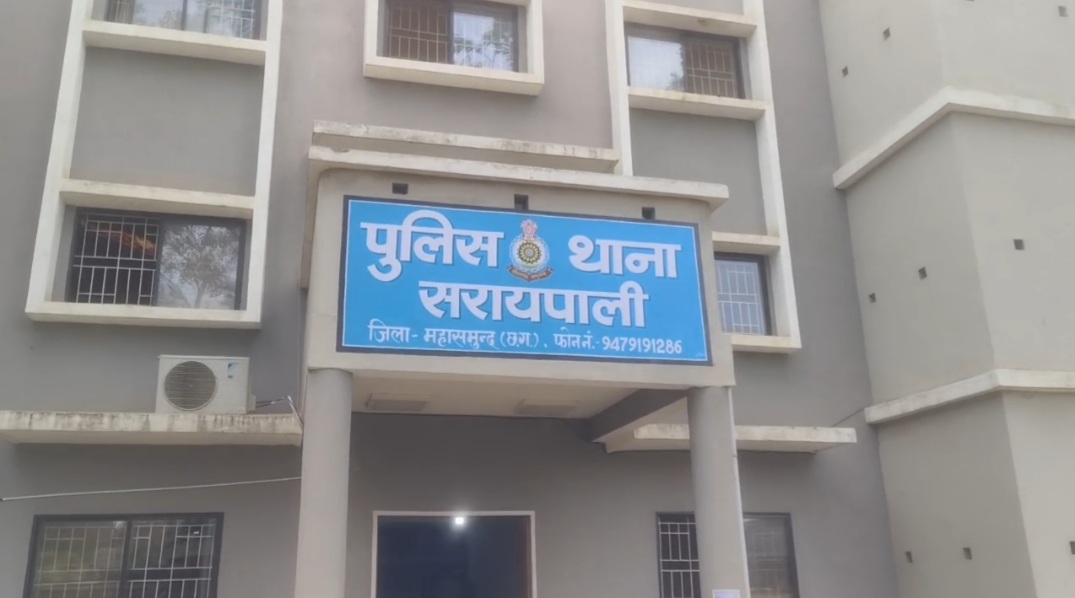 पुलिस थाना
सरायपाली
जिला - महासमुन्द (छ.ग.) , फोन नं. - 9479191286